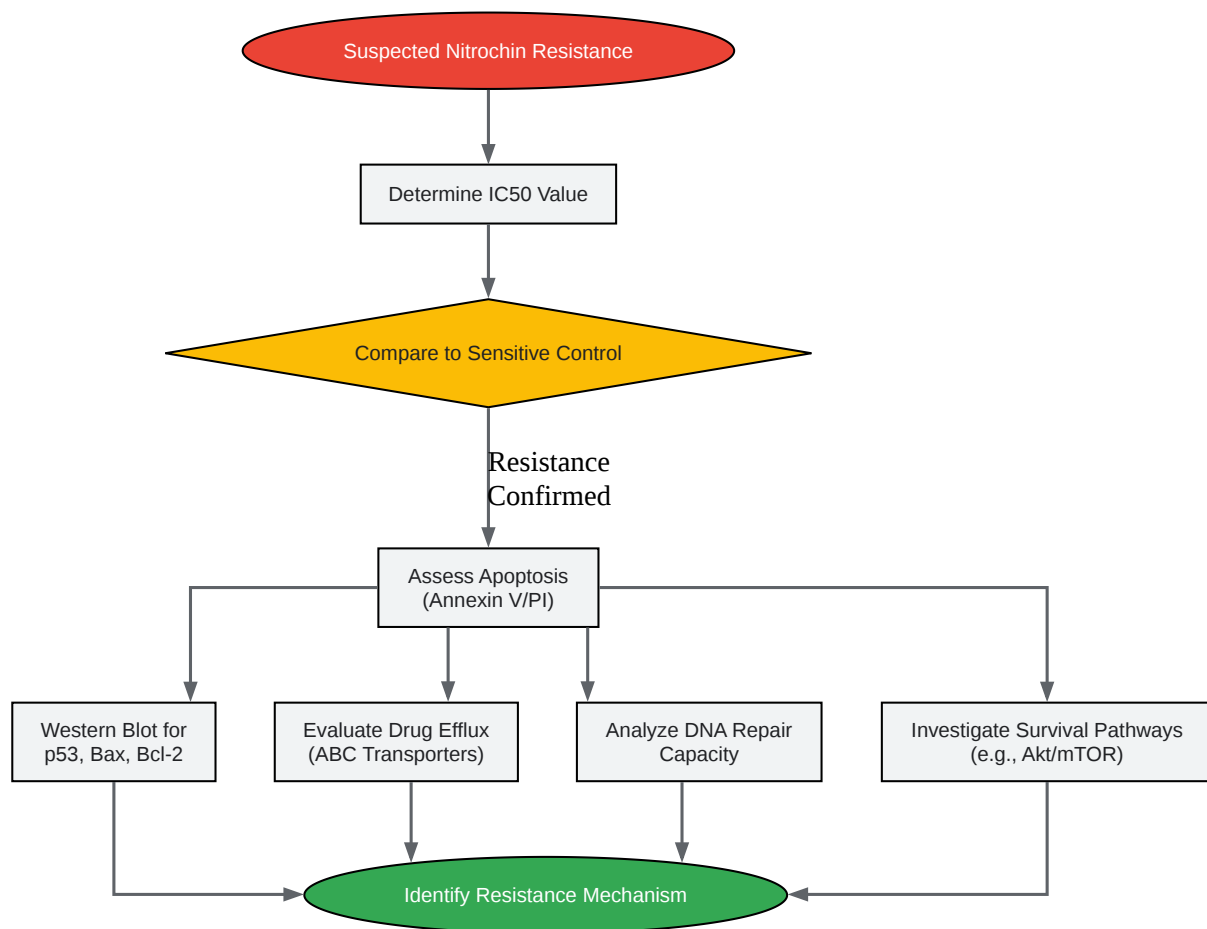 Suspected Nitrochin Resistance
Determine IC50 Value
Compare to Sensitive Control
Resistance
Confirmed
Assess Apoptosis
(Annexin V/PI)
Western Blot for
p53, Bax, Bcl-2
Evaluate Drug Efflux
(ABC Transporters)
Analyze DNA Repair
Capacity
Investigate Survival Pathways
(e.g., Akt/mTOR)
Identify Resistance Mechanism